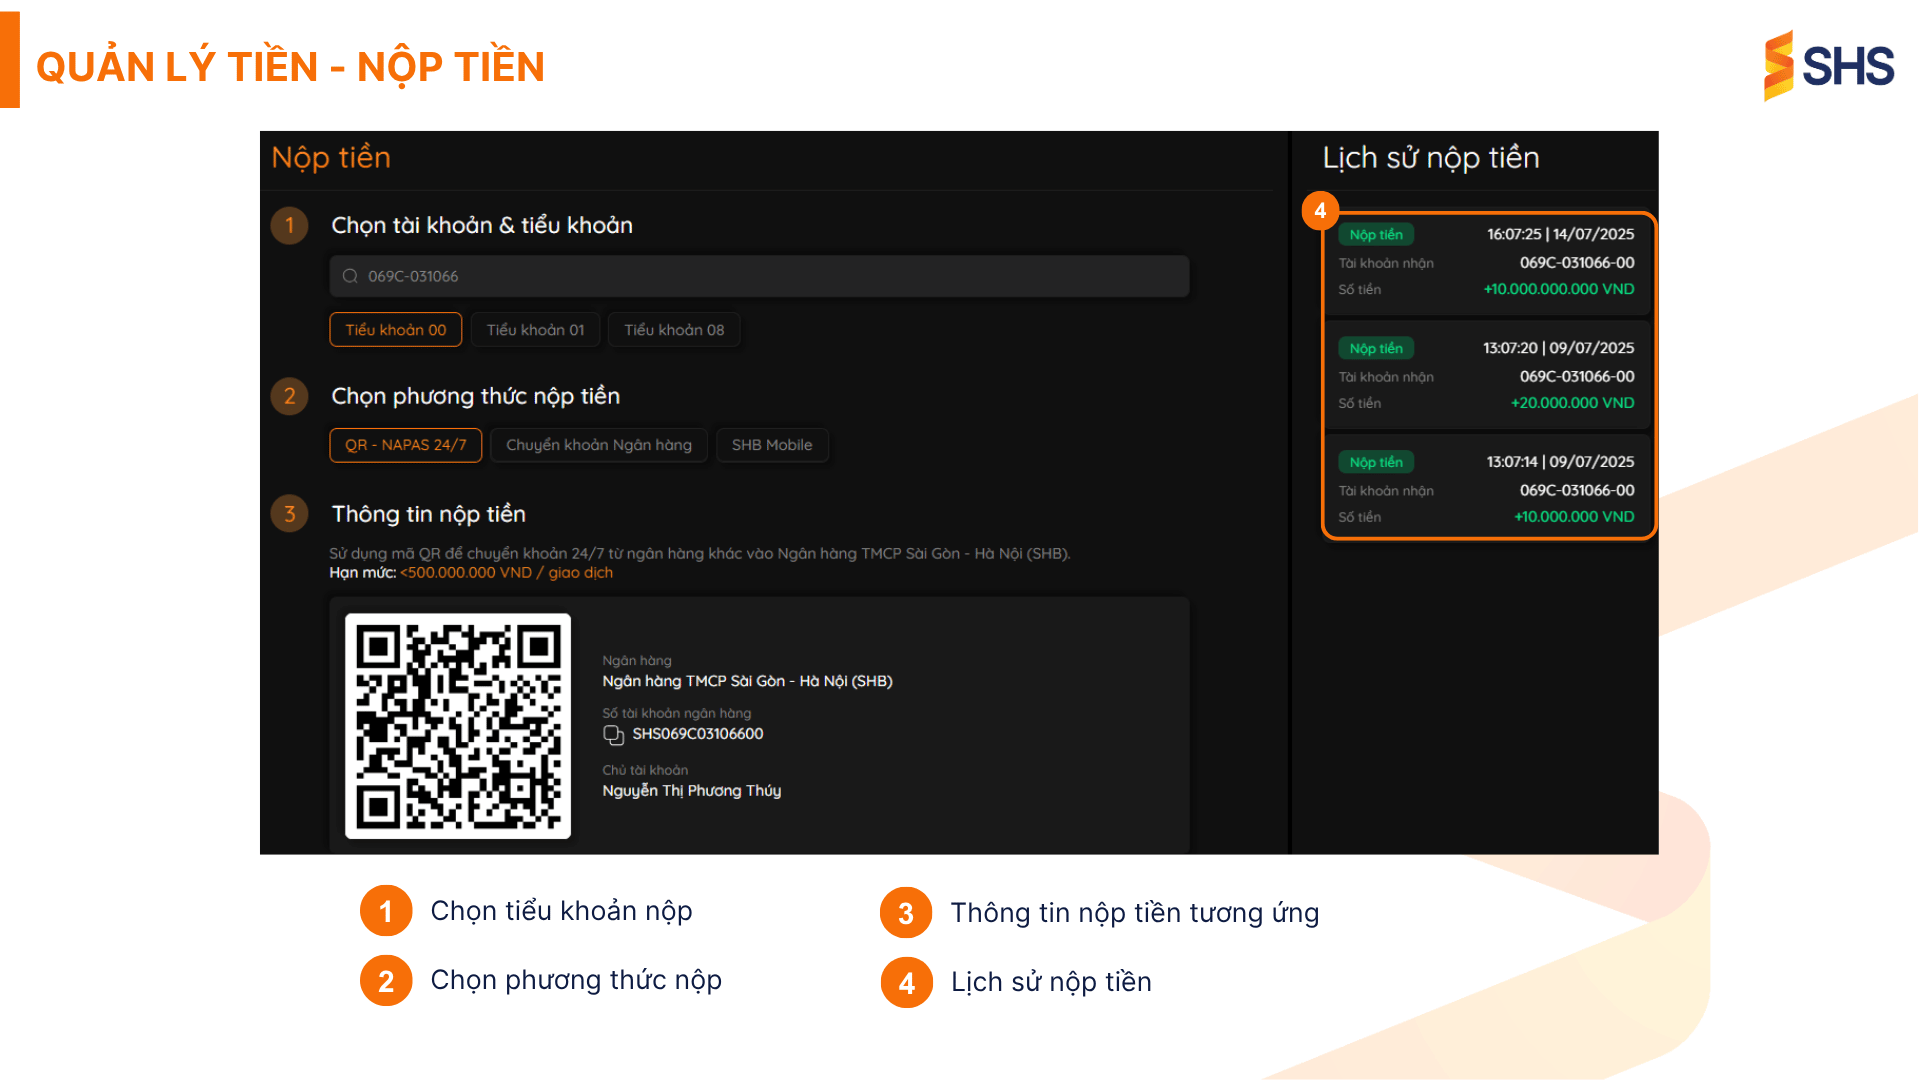 QUẢN LÝ TIỀN - NỘP TIỀN
SHS
Nộp tiền
1
Chọn tài khoản & tiểu khoản
069C-031066
Tiểu khoản 00
Tiểu khoản 01
Tiểu khoản 08
2
Chọn phương thức nộp tiền
QR - NAPAS 24/7
Chuyển khoản Ngân hàng
SHB Mobile
3
Thông tin nộp tiền
Sử dụng mã QR để chuyển khoản 24/7 từ ngân hàng khác vào Ngân hàng TMCP Sài Gòn - Hà Nội (SHB).
Hạn mức: <500.000.000 VND / giao dịch
Ngân hàng
Ngân hàng TMCP Sài Gòn - Hà Nội (SHB)
Số tài khoản ngân hàng
SHS069C03106600
Chủ tài khoản
Nguyễn Thị Phương Thúy
Lịch sử nộp tiền
4
Nộp tiền 16:07:25 | 14/07/2025
Tài khoản nhận 069C-031066-00
Số tiền +10.000.000.000 VND
Nộp tiền 13:07:20 | 09/07/2025
Tài khoản nhận 069C-031066-00
Số tiền +20.000.000 VND
Nộp tiền 13:07:14 | 09/07/2025
Tài khoản nhận 069C-031066-00
Số tiền +10.000.000 VND
1 Chọn tiểu khoản nộp
2 Chọn phương thức nộp
3 Thông tin nộp tiền tương ứng
4 Lịch sử nộp tiền